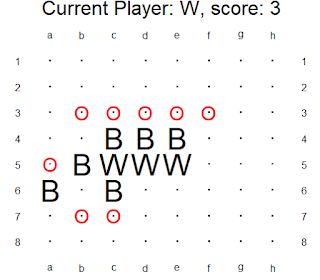 Current Player: W, score: 3
a b c d e f g h
1 · · · · · · · · 1
2 · · · · · · · · 2
3 · O O O O O · · 3
4 · · B B B · · · 4
5 O B W W W · · · 5
6 B · B · · · · · 6
7 · O O · · · · · 7
8 · · · · · · · · 8
a b c d e f g h